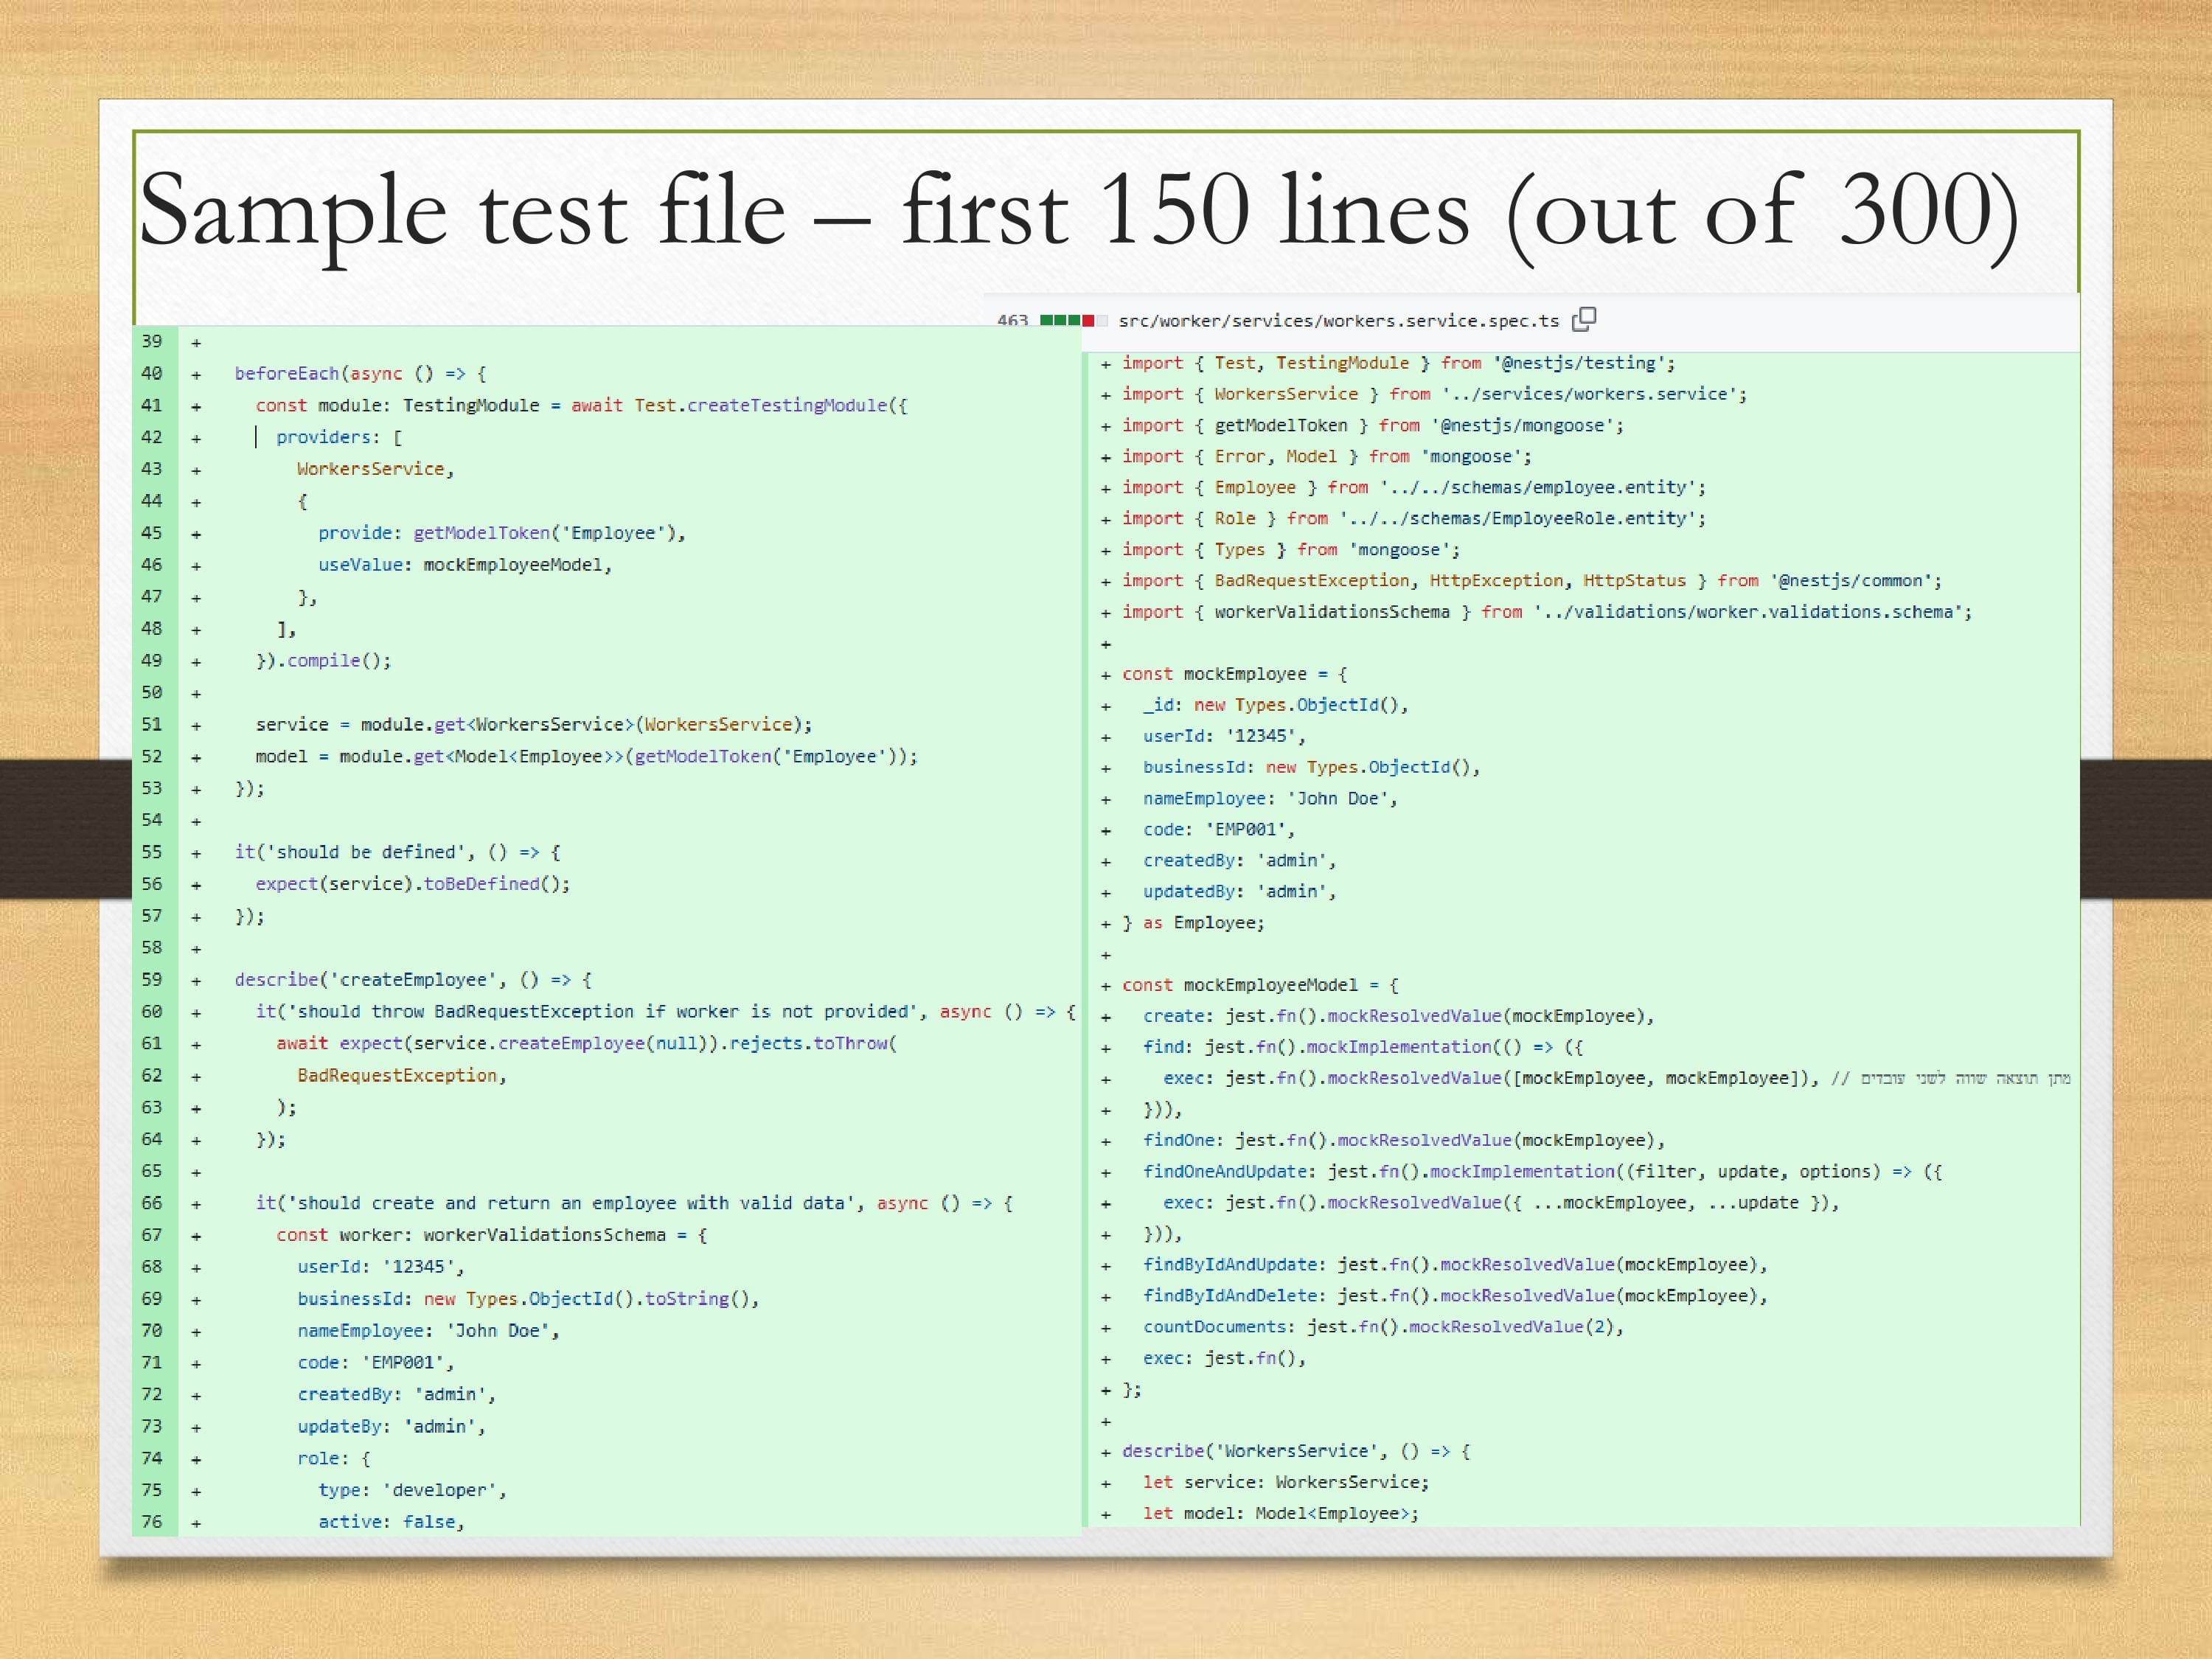 Sample test file – first 150 lines (out of 300)
463 src/worker/services/workers.service.spec.ts
+ import { Test, TestingModule } from '@nestjs/testing';
+ import { WorkersService } from '../services/workers.service';
+ import { getModelToken } from '@nestjs/mongoose';
+ import { Error, Model } from 'mongoose';
+ import { Employee } from '../../schemas/employee.entity';
+ import { Role } from '../../schemas/EmployeeRole.entity';
+ import { Types } from 'mongoose';
+ import { BadRequestException, HttpException, HttpStatus } from '@nestjs/common';
+ import { workerValidationsSchema } from '../validations/worker.validations.schema';
+
+ const mockEmployee = {
+   _id: new Types.ObjectId(),
+   userId: '12345',
+   businessId: new Types.ObjectId(),
+   nameEmployee: 'John Doe',
+   code: 'EMP001',
+   createdBy: 'admin',
+   updatedBy: 'admin',
+ } as Employee;
+
+ const mockEmployeeModel = {
+   create: jest.fn().mockResolvedValue(mockEmployee),
+   find: jest.fn().mockImplementation(() => ({
+     exec: jest.fn().mockResolvedValue([mockEmployee, mockEmployee]), // מתן תוצאה שווה לשני עובדים
+   })),
+   findOne: jest.fn().mockResolvedValue(mockEmployee),
+   findOneAndUpdate: jest.fn().mockImplementation((filter, update, options) => ({
+     exec: jest.fn().mockResolvedValue({ ...mockEmployee, ...update }),
+   })),
+   findByIdAndUpdate: jest.fn().mockResolvedValue(mockEmployee),
+   findByIdAndDelete: jest.fn().mockResolvedValue(mockEmployee),
+   countDocuments: jest.fn().mockResolvedValue(2),
+   exec: jest.fn(),
+ };
+
+ describe('WorkersService', () => {
+   let service: WorkersService;
+   let model: Model<Employee>;
39 +
40 +   beforeEach(async () => {
41 +     const module: TestingModule = await Test.createTestingModule({
42 +       providers: [
43 +         WorkersService,
44 +         {
45 +           provide: getModelToken('Employee'),
46 +           useValue: mockEmployeeModel,
47 +         },
48 +       ],
49 +     }).compile();
50 +
51 +     service = module.get<WorkersService>(WorkersService);
52 +     model = module.get<Model<Employee>>(getModelToken('Employee'));
53 +   });
54 +
55 +   it('should be defined', () => {
56 +     expect(service).toBeDefined();
57 +   });
58 +
59 +   describe('createEmployee', () => {
60 +     it('should throw BadRequestException if worker is not provided', async () => {
61 +       await expect(service.createEmployee(null)).rejects.toThrow(
62 +         BadRequestException,
63 +       );
64 +     });
65 +
66 +     it('should create and return an employee with valid data', async () => {
67 +       const worker: workerValidationsSchema = {
68 +         userId: '12345',
69 +         businessId: new Types.ObjectId().toString(),
70 +         nameEmployee: 'John Doe',
71 +         code: 'EMP001',
72 +         createdBy: 'admin',
73 +         updateBy: 'admin',
74 +         role: {
75 +           type: 'developer',
76 +           active: false,